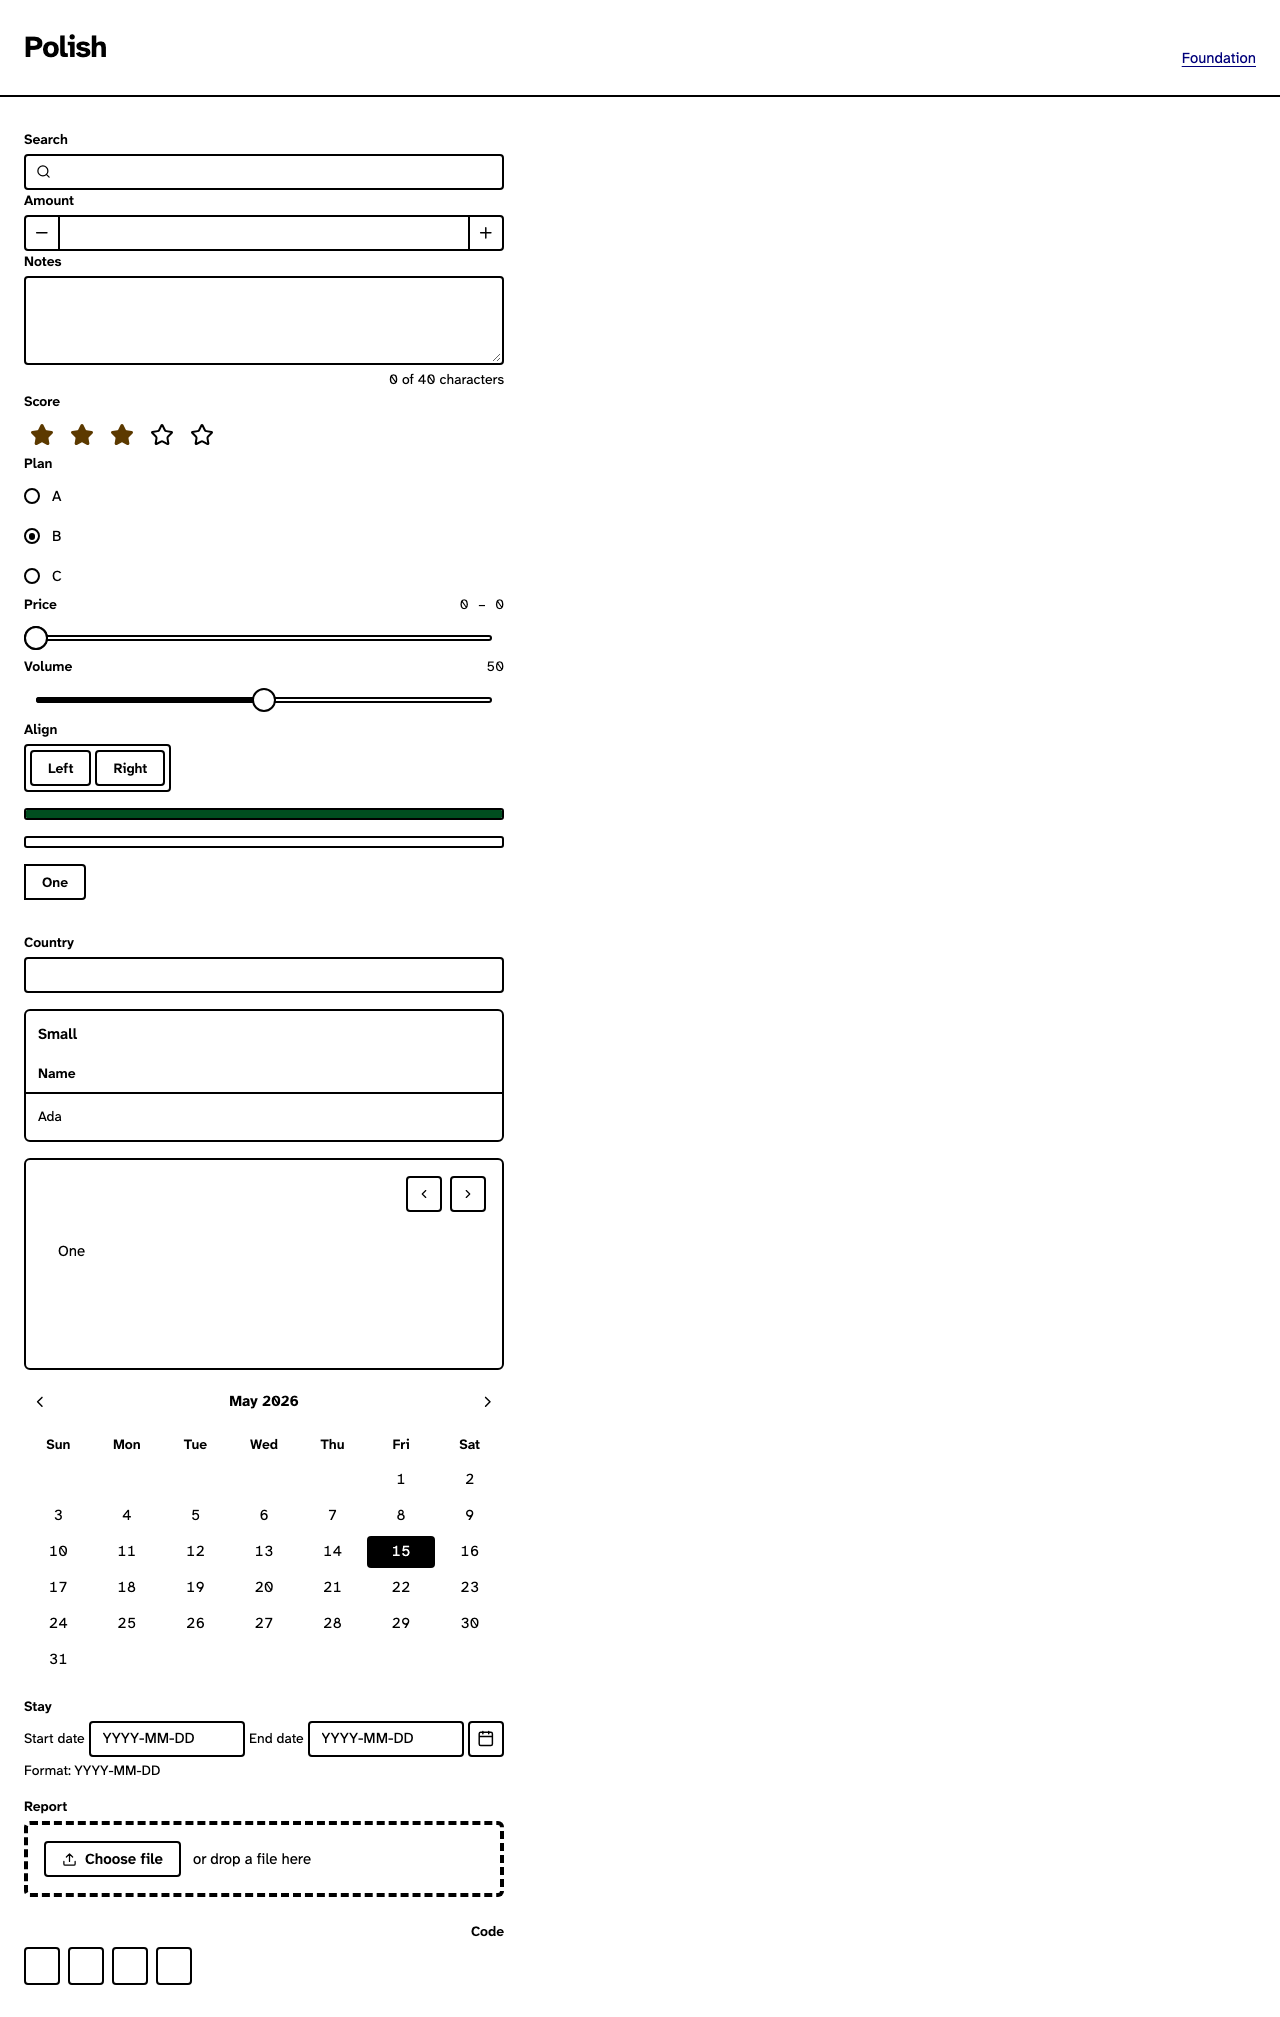 Polish
Foundation
Search
Amount
Notes
0 of 40 characters
Score
Plan
A
B
C
Price 0 – 0
Volume 50
Align
Left Right
One
Country
Small
Name
Ada
One
May 2026
Sun Mon Tue Wed Thu Fri Sat
1 2
3 4 5 6 7 8 9
10 11 12 13 14 15 16
17 18 19 20 21 22 23
24 25 26 27 28 29 30
31
Stay
Start date YYYY-MM-DD End date YYYY-MM-DD
Format: YYYY-MM-DD
Report
Choose file or drop a file here
Code